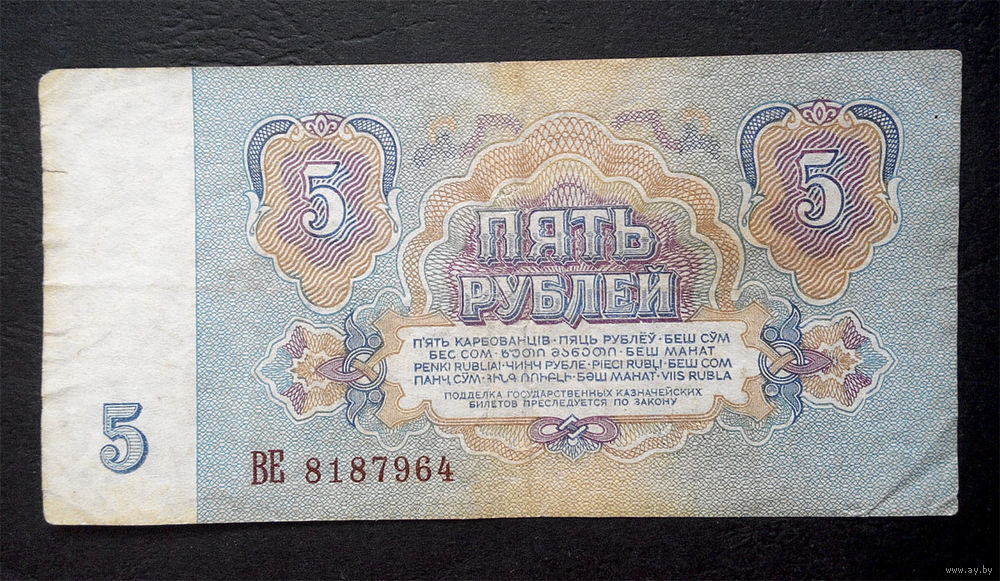 5 5
ПЯТЬ
РУБЛЕЙ
П'ЯТЬ КАРБОВАНЦІВ · ПЯЦЬ РУБЛЁЎ · БЕШ СЎМ
БЕС СОМ · ხუთი მანეთი · БЕШ МАНАТ
PENKI RUBLIAI · ЧИНЧ РУБЛЕ · PIECI RUBĻI · БЕШ СОМ
ПАНҶ СӮМ · ՀԻՆԳ ՌՈՒԲԼԻ · БӘШ МАНАТ · VIIS RUBLA
ПОДДЕЛКА ГОСУДАРСТВЕННЫХ КАЗНАЧЕЙСКИХ
БИЛЕТОВ ПРЕСЛЕДУЕТСЯ ПО ЗАКОНУ
5
ВЕ 8187964
www.ay.by